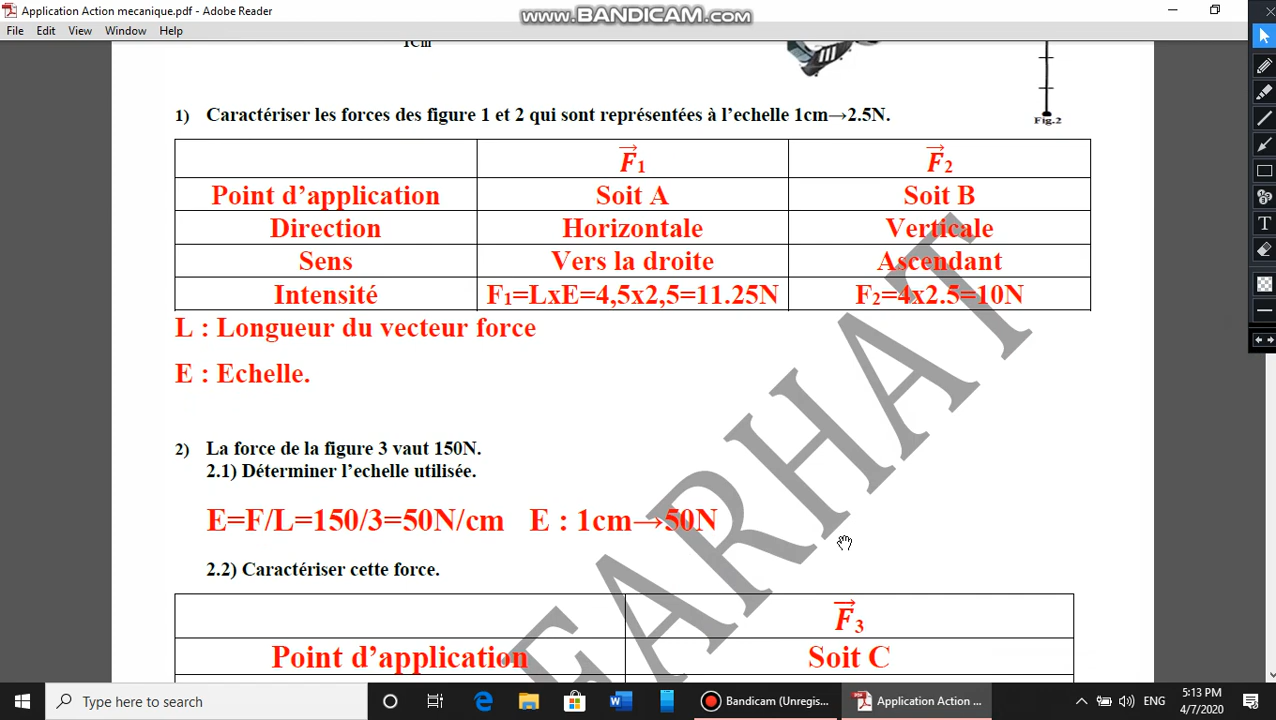 Application Action mecanique.pdf - Adobe Reader
www.BANDICAM.com
File Edit View Window Help
1Cm
Fig.2
1) Caractériser les forces des figure 1 et 2 qui sont représentées à l’echelle 1cm→2.5N.
F₁ F₂
Point d’application Soit A Soit B
Direction Horizontale Verticale
Sens Vers la droite Ascendant
Intensité F₁=LxE=4,5x2,5=11.25N F₂=4x2.5=10N
L : Longueur du vecteur force
E : Echelle.
2) La force de la figure 3 vaut 150N.
2.1) Déterminer l’echelle utilisée.
E=F/L=150/3=50N/cm E : 1cm→50N
2.2) Caractériser cette force.
F₃
Point d’application Soit C
FARHAT
Type here to search
Bandicam (Unregis...
Application Action ...
ENG
5:13 PM
4/7/2020